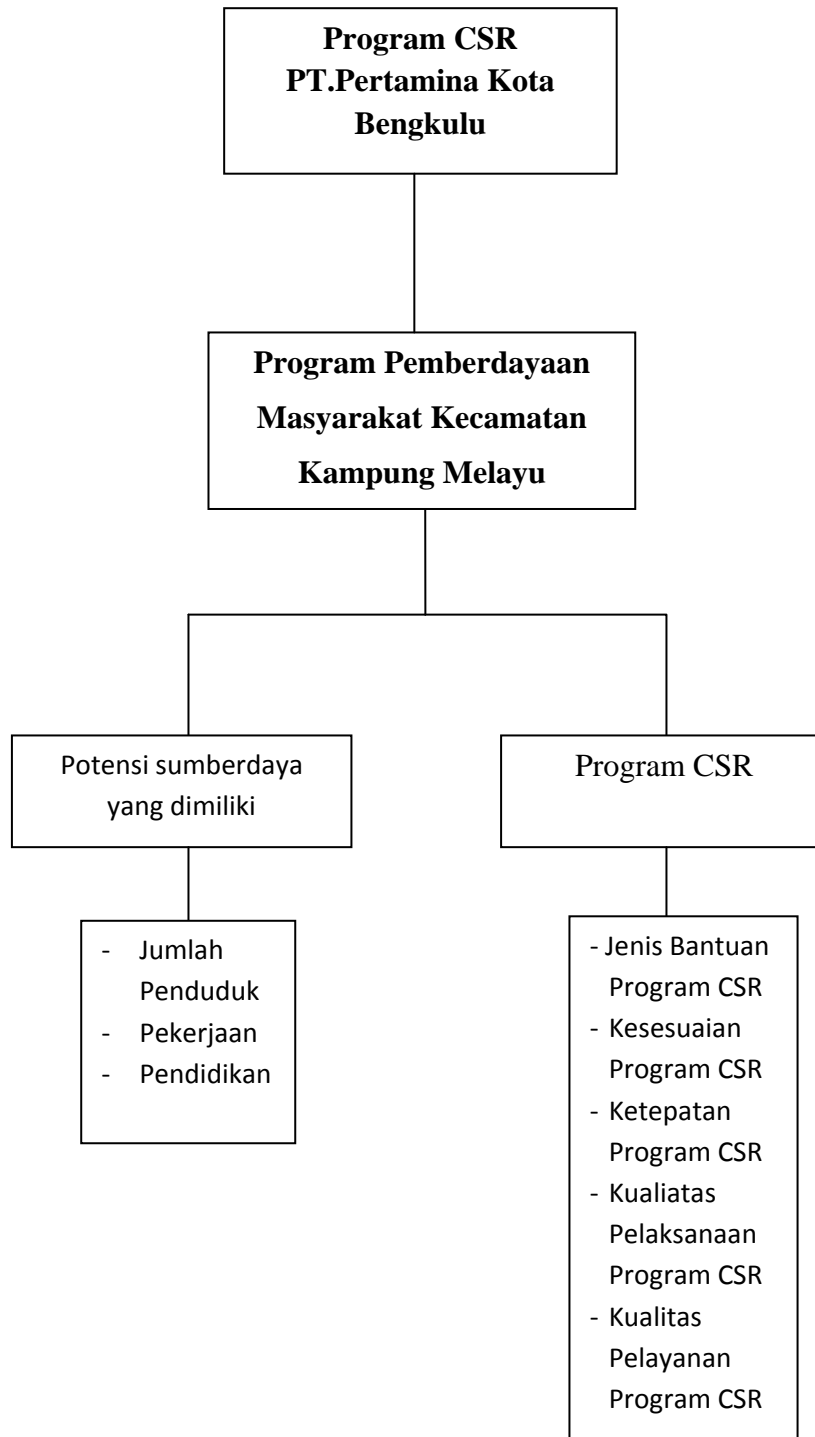 Program CSR
PT.Pertamina Kota
Bengkulu
Program Pemberdayaan
Masyarakat Kecamatan
Kampung Melayu
Potensi sumberdaya
yang dimiliki
Program CSR
- Jumlah
Penduduk
- Pekerjaan
- Pendidikan
- Jenis Bantuan
Program CSR
- Kesesuaian
Program CSR
- Ketepatan
Program CSR
- Kualiatas
Pelaksanaan
Program CSR
- Kualitas
Pelayanan
Program CSR